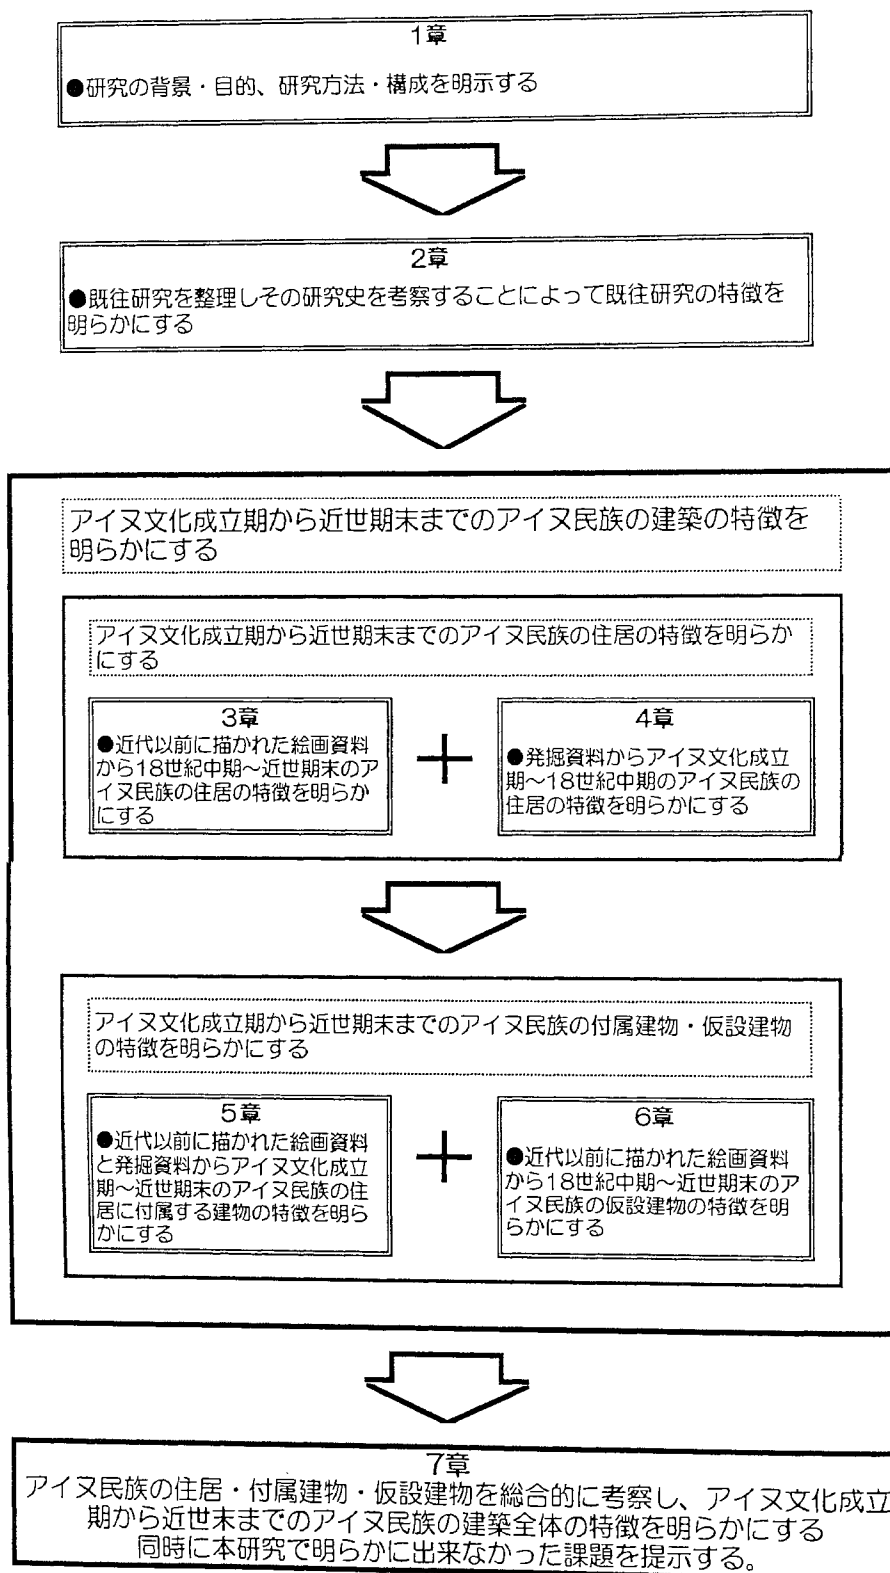 1章
●研究の背景・目的、研究方法・構成を明示する
2章
●既往研究を整理しその研究史を考察することによって既往研究の特徴を
明らかにする
アイヌ文化成立期から近世期末までのアイヌ民族の建築の特徴を
明らかにする
アイヌ文化成立期から近世期末までのアイヌ民族の住居の特徴を明らか
にする
3章
●近代以前に描かれた絵画資料
から18世紀中期～近世期末のア
イヌ民族の住居の特徴を明らか
にする
4章
●発掘資料からアイヌ文化成立
期～18世紀中期のアイヌ民族の
住居の特徴を明らかにする
アイヌ文化成立期から近世期末までのアイヌ民族の付属建物・仮設建物
の特徴を明らかにする
5章
●近代以前に描かれた絵画資料
と発掘資料からアイヌ文化成立
期～近世期末のアイヌ民族の住
居に付属する建物の特徴を明ら
かにする
6章
●近代以前に描かれた絵画資料
から18世紀中期～近世期末のア
イヌ民族の仮設建物の特徴を明
らかにする
7章
アイヌ民族の住居・付属建物・仮設建物を総合的に考察し、アイヌ文化成立
期から近世末までのアイヌ民族の建築全体の特徴を明らかにする
同時に本研究で明らかに出来なかった課題を提示する。